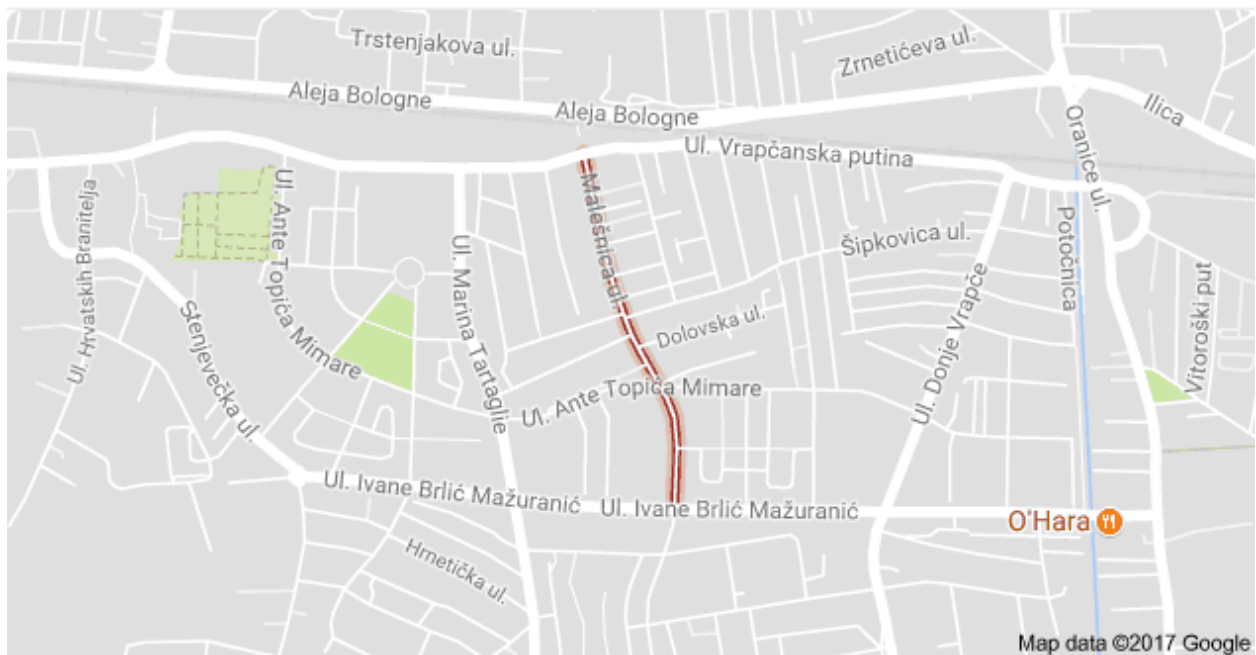 Trstenjakova ul.
Zrnetićeva ul.
Aleja Bologne
Aleja Bologne
Ilica
Oranice ul.
Ul. Vrapčanska putina
Ul. Hrvatskih Branitelja
Ul. Ante Topića Mimare
Malešnica gl.
Ul. Marina Tartaglie
Šipkovica ul.
Potočnica
Vitoroški put
Stenjevečka ul.
Dolovska ul.
Ul. Donje Vrapče
Ul. Ante Topića Mimare
Ul. Ivane Brlić Mažuranić
Ul. Ivane Brlić Mažuranić
O'Hara
Hrnetička ul.
Map data ©2017 Google